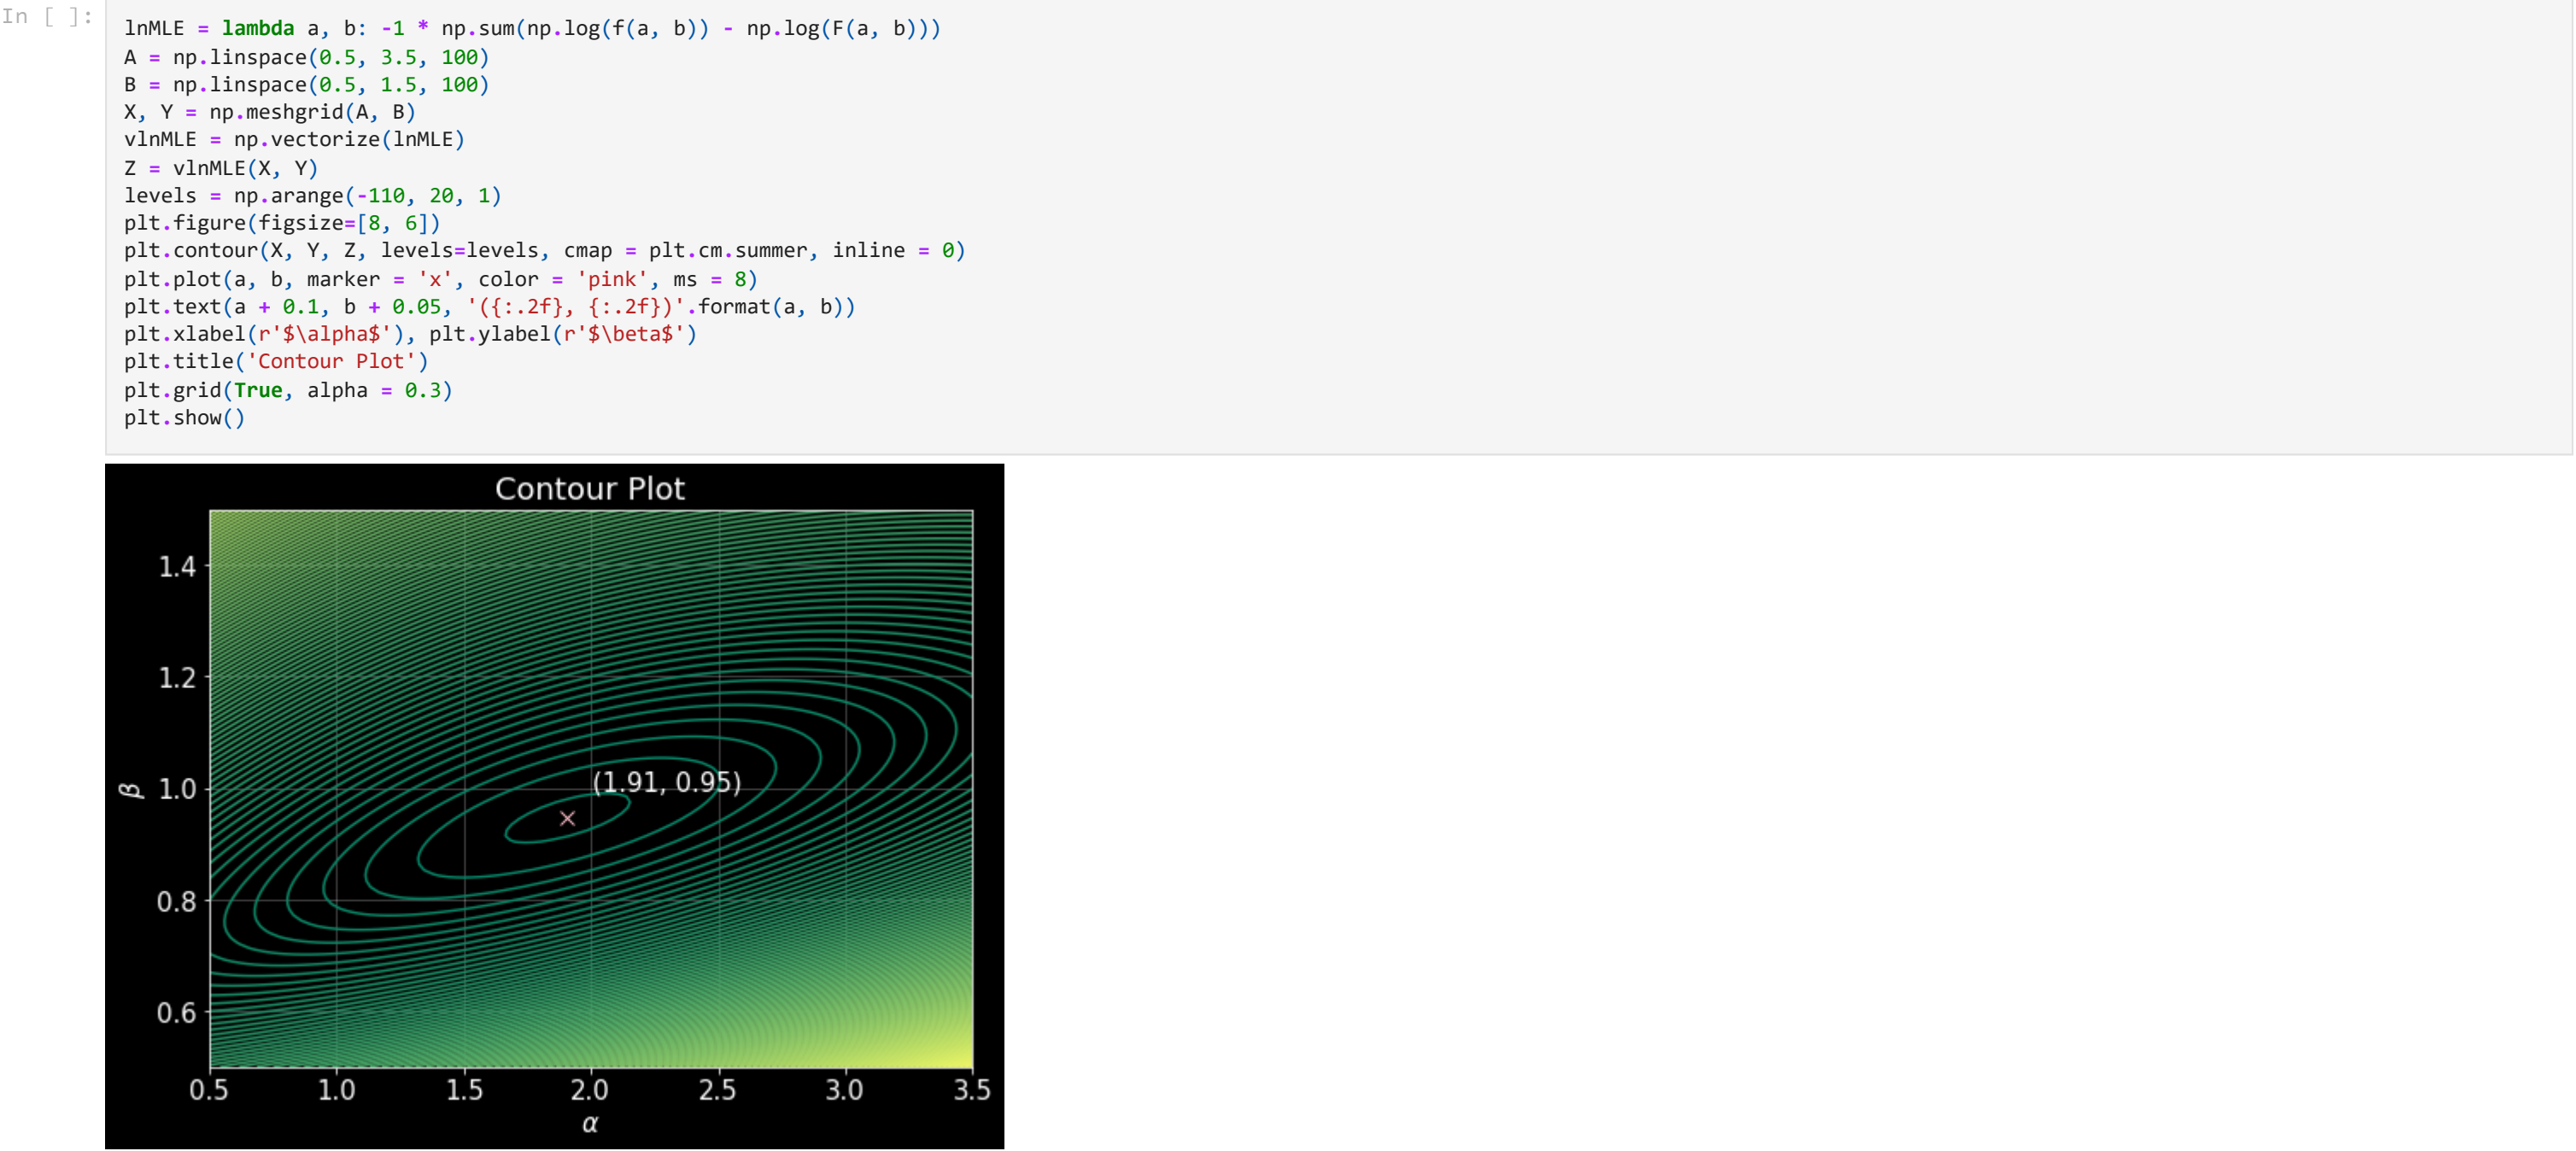 In [ ]:
lnMLE = lambda a, b: -1 * np.sum(np.log(f(a, b)) - np.log(F(a, b)))
A = np.linspace(0.5, 3.5, 100)
B = np.linspace(0.5, 1.5, 100)
X, Y = np.meshgrid(A, B)
vlnMLE = np.vectorize(lnMLE)
Z = vlnMLE(X, Y)
levels = np.arange(-110, 20, 1)
plt.figure(figsize=[8, 6])
plt.contour(X, Y, Z, levels=levels, cmap = plt.cm.summer, inline = 0)
plt.plot(a, b, marker = 'x', color = 'pink', ms = 8)
plt.text(a + 0.1, b + 0.05, '({:.2f}, {:.2f})'.format(a, b))
plt.xlabel(r'$\alpha$'), plt.ylabel(r'$\beta$')
plt.title('Contour Plot')
plt.grid(True, alpha = 0.3)
plt.show()
Contour Plot
1.4
1.2
(1.91, 0.95)
β
1.0
0.8
0.6
0.5 1.0 1.5 2.0 2.5 3.0 3.5
α